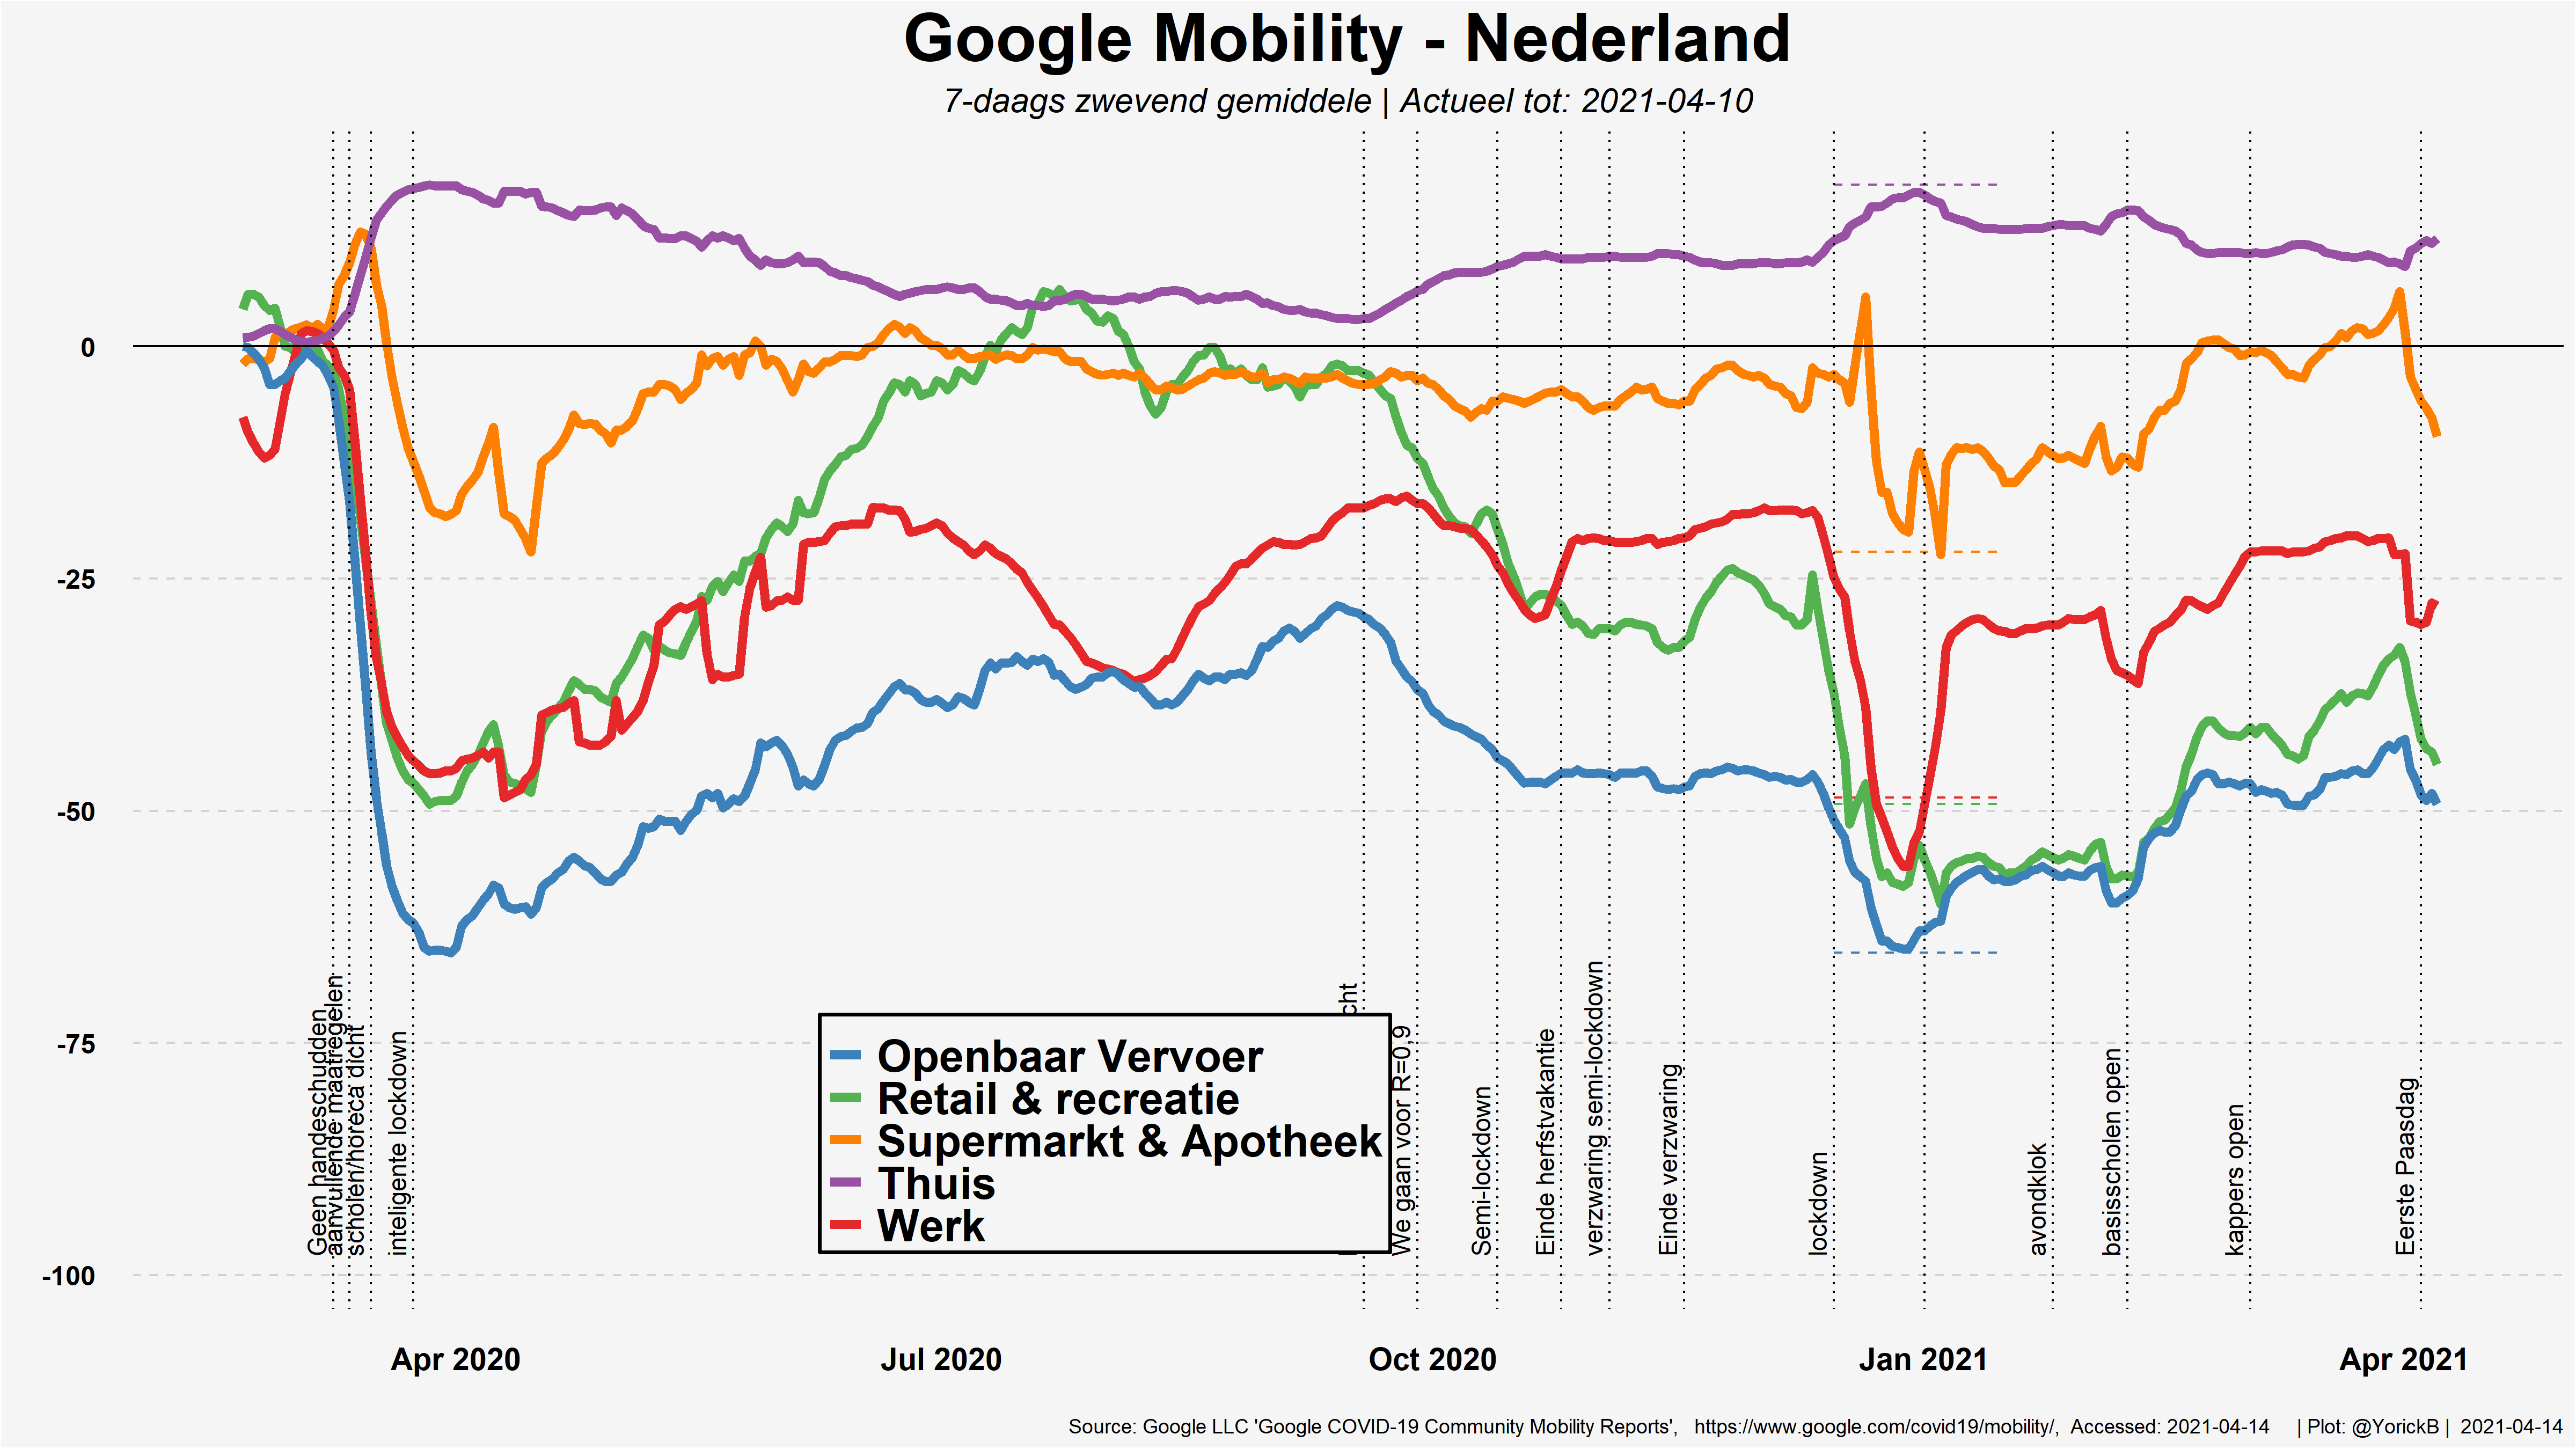 Google Mobility - Nederland
7-daags zwevend gemiddele | Actueel tot: 2021-04-10
0
-25
-50
-75
-100
Geen handeschudden
aanvullende maatregelen
scholen/horeca dicht
inteligente lockdown
cht
We gaan voor R=0,9
Semi-lockdown
Einde herfstvakantie
verzwaring semi-lockdown
Einde verzwaring
lockdown
avondklok
basisscholen open
kappers open
Eerste Paasdag
Openbaar Vervoer
Retail & recreatie
Supermarkt & Apotheek
Thuis
Werk
Apr 2020
Jul 2020
Oct 2020
Jan 2021
Apr 2021
Source: Google LLC 'Google COVID-19 Community Mobility Reports', https://www.google.com/covid19/mobility/, Accessed: 2021-04-14 | Plot: @YorickB | 2021-04-14